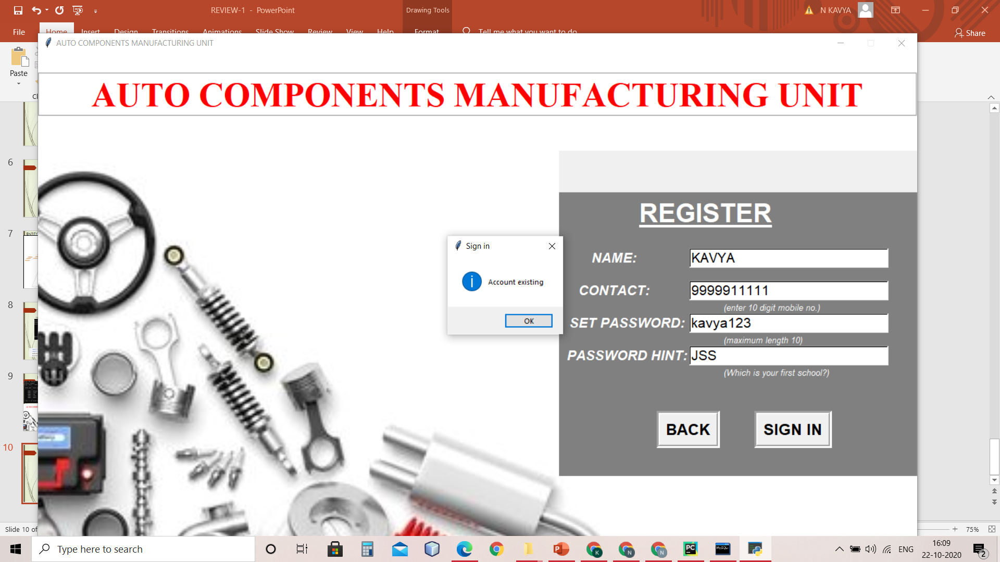 REVIEW-1 - PowerPoint
Drawing Tools
N KAVYA
File
Home
Insert
Design
Transitions
Animations
Slide Show
Review
View
Help
Format
Tell me what you want to do
Share
AUTO COMPONENTS MANUFACTURING UNIT
Paste
AUTO COMPONENTS MANUFACTURING UNIT
6
7
8
9
10
REGISTER
NAME: KAVYA
CONTACT: 9999911111
(enter 10 digit mobile no.)
SET PASSWORD: kavya123
(maximum length 10)
PASSWORD HINT: JSS
(Which is your first school?)
BACK
SIGN IN
Sign in
Account existing
OK
Slide 10 of
75%
Type here to search
ENG
16:09
22-10-2020
2